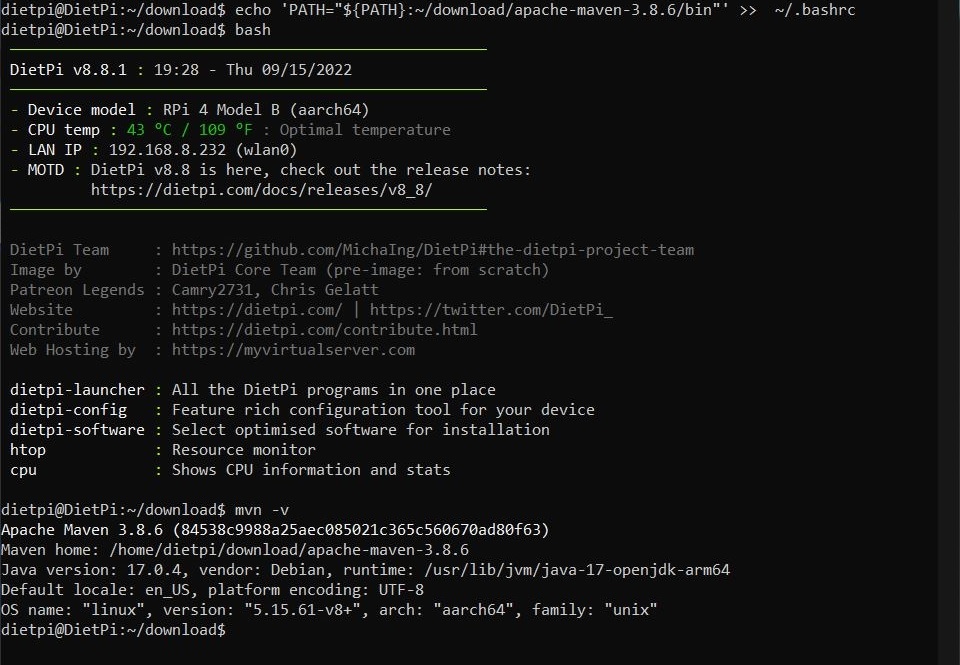 dietpi@DietPi:~/download$ echo 'PATH="${PATH}:~/download/apache-maven-3.8.6/bin"' >>  ~/.bashrc
dietpi@DietPi:~/download$ bash
DietPi v8.8.1 : 19:28 - Thu 09/15/2022
- Device model : RPi 4 Model B (aarch64)
- CPU temp : 43 ºC / 109 ºF : Optimal temperature
- LAN IP : 192.168.8.232 (wlan0)
- MOTD : DietPi v8.8 is here, check out the release notes:
https://dietpi.com/docs/releases/v8_8/
DietPi Team     : https://github.com/MichaIng/DietPi#the-dietpi-project-team
Image by        : DietPi Core Team (pre-image: from scratch)
Patreon Legends : Camry2731, Chris Gelatt
Website         : https://dietpi.com/ | https://twitter.com/DietPi_
Contribute      : https://dietpi.com/contribute.html
Web Hosting by  : https://myvirtualserver.com
dietpi-launcher : All the DietPi programs in one place
dietpi-config   : Feature rich configuration tool for your device
dietpi-software : Select optimised software for installation
htop            : Resource monitor
cpu             : Shows CPU information and stats
dietpi@DietPi:~/download$ mvn -v
Apache Maven 3.8.6 (84538c9988a25aec085021c365c560670ad80f63)
Maven home: /home/dietpi/download/apache-maven-3.8.6
Java version: 17.0.4, vendor: Debian, runtime: /usr/lib/jvm/java-17-openjdk-arm64
Default locale: en_US, platform encoding: UTF-8
OS name: "linux", version: "5.15.61-v8+", arch: "aarch64", family: "unix"
dietpi@DietPi:~/download$